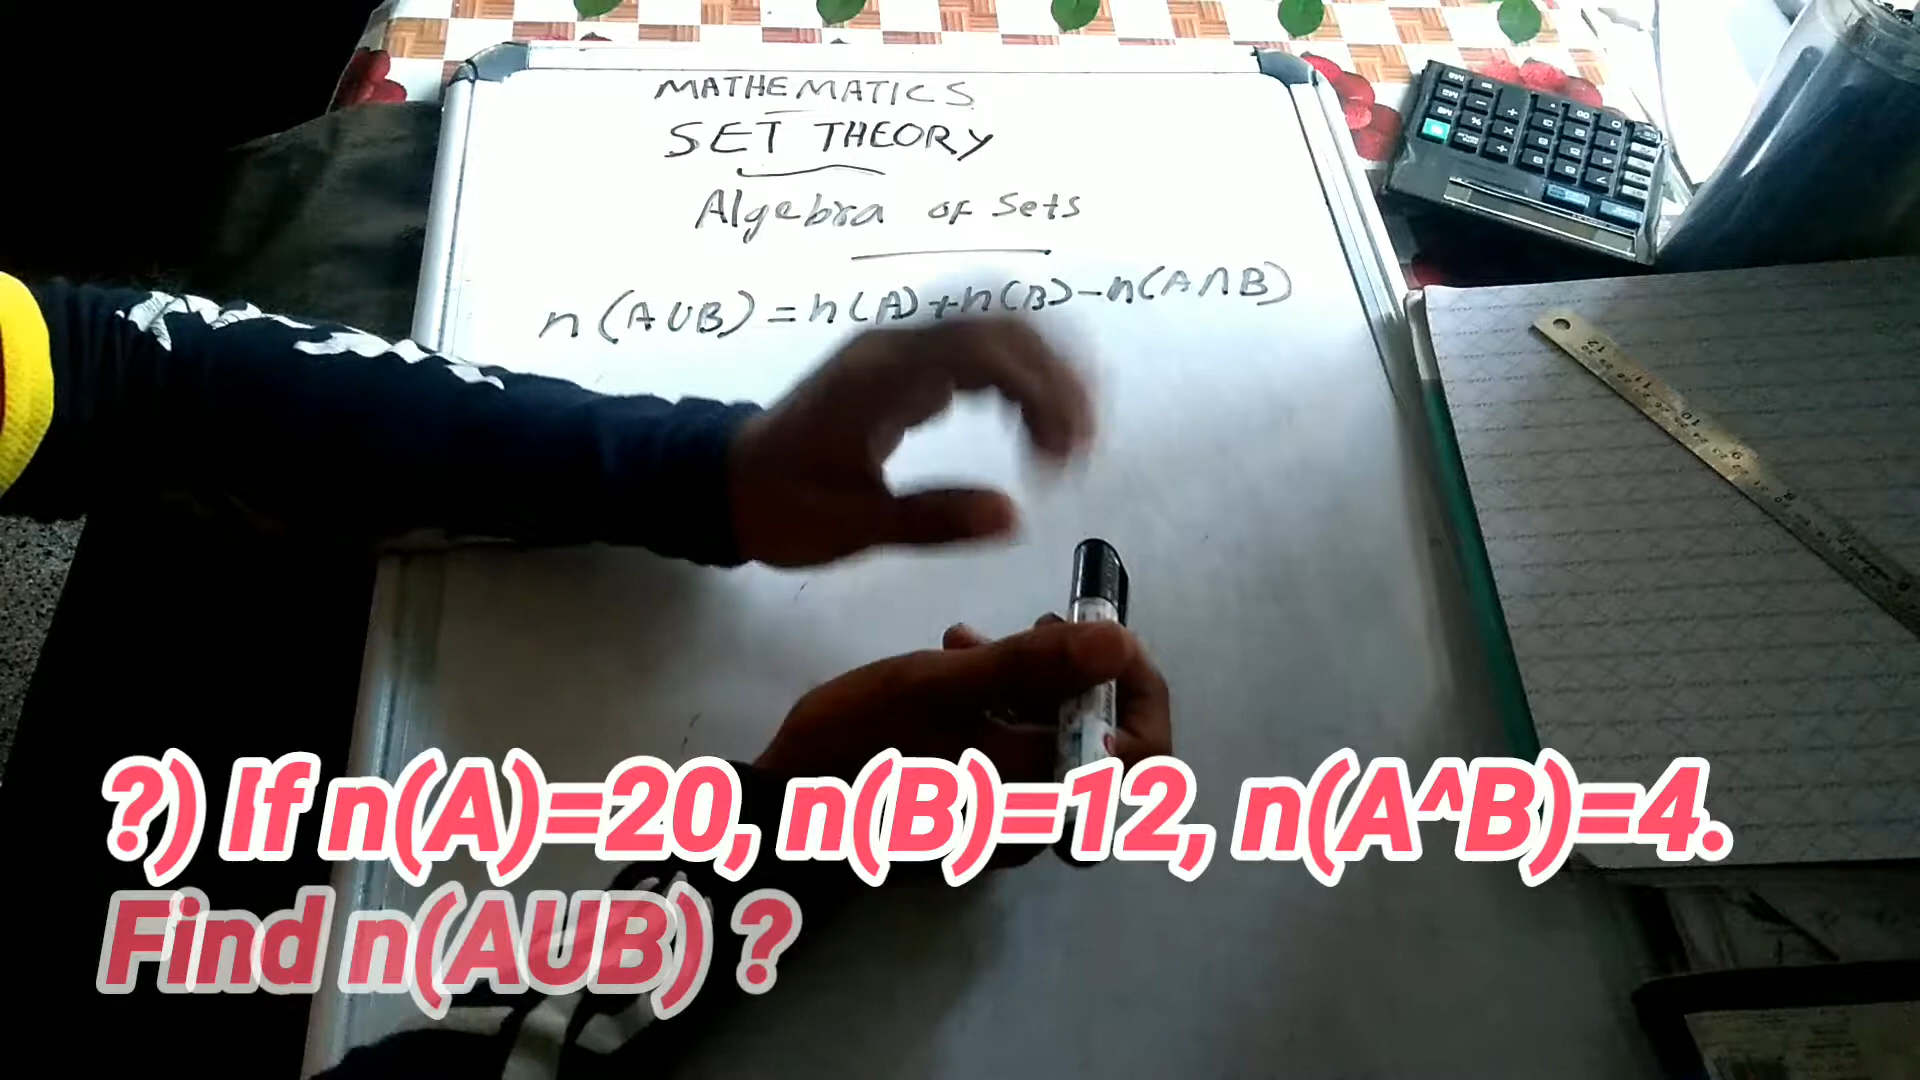 MATHEMATICS
SET THEORY
Algebra of Sets
n(AUB)=n(A)+n(B)-n(A∩B)
?) If n(A)=20, n(B)=12, n(A^B)=4.
Find n(AUB) ?